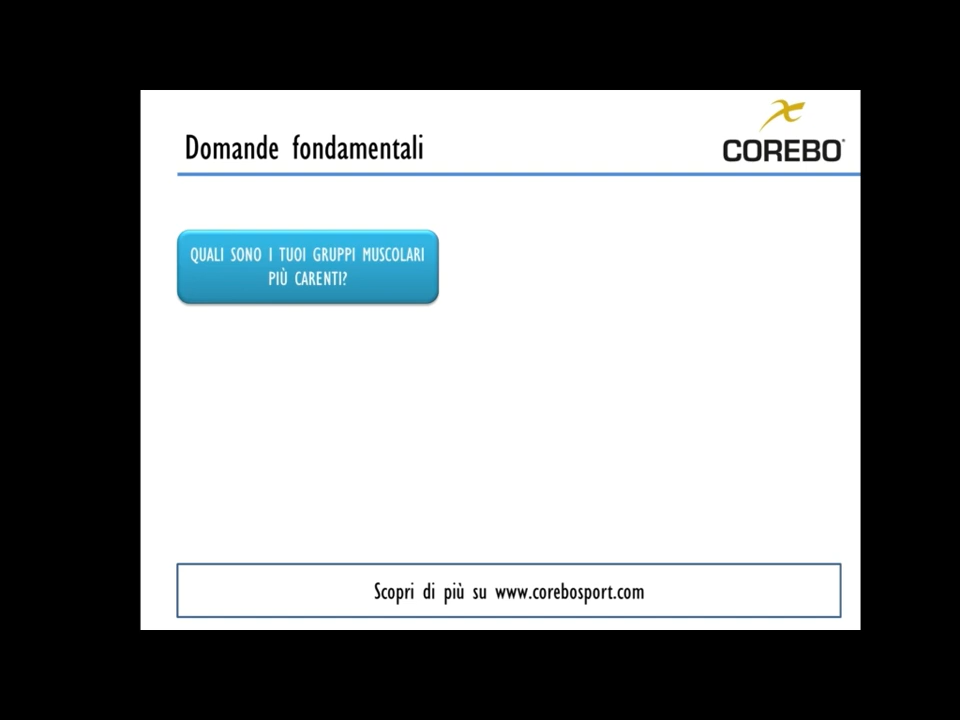 Domande fondamentali
COREBO®
QUALI SONO I TUOI GRUPPI MUSCOLARI
PIÙ CARENTI?
Scopri di più su www.corebosport.com